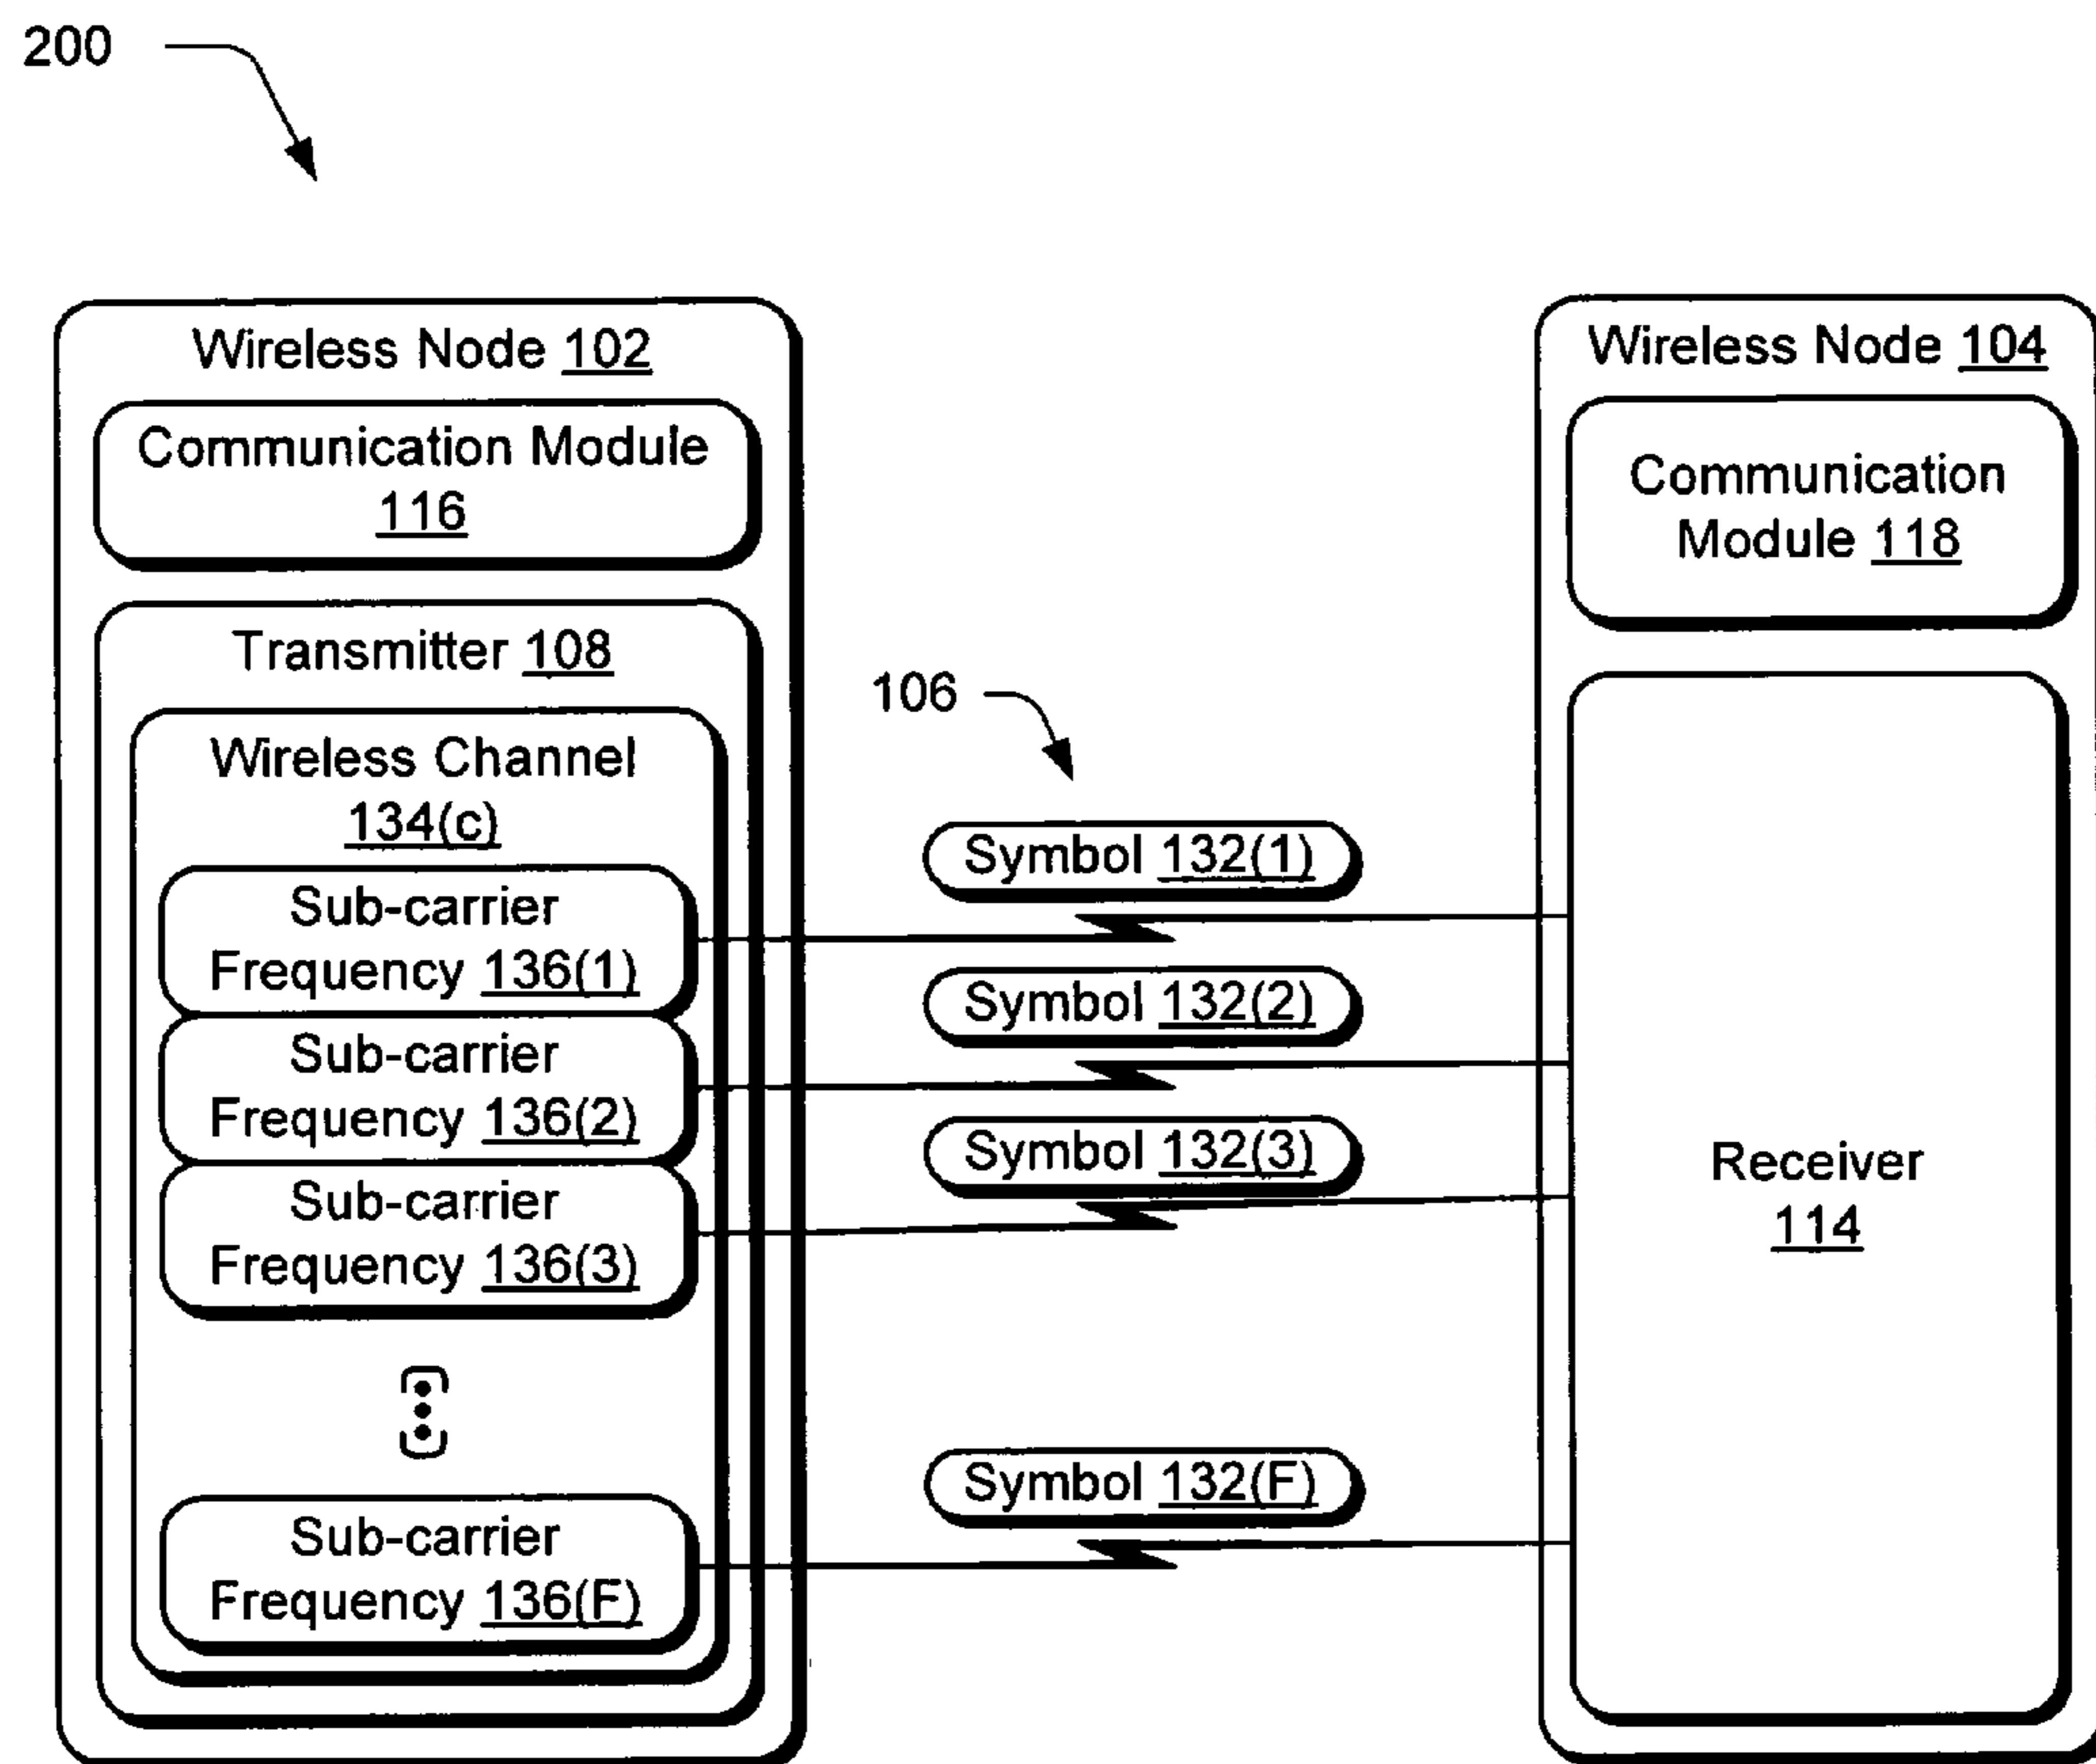 200
Wireless Node 102
Communication Module
116
Transmitter 108
Wireless Channel
134(c)
Sub-carrier
Frequency 136(1)
Sub-carrier
Frequency 136(2)
Sub-carrier
Frequency 136(3)
Sub-carrier
Frequency 136(F)
106
Symbol 132(1)
Symbol 132(2)
Symbol 132(3)
Symbol 132(F)
Wireless Node 104
Communication
Module 118
Receiver
114